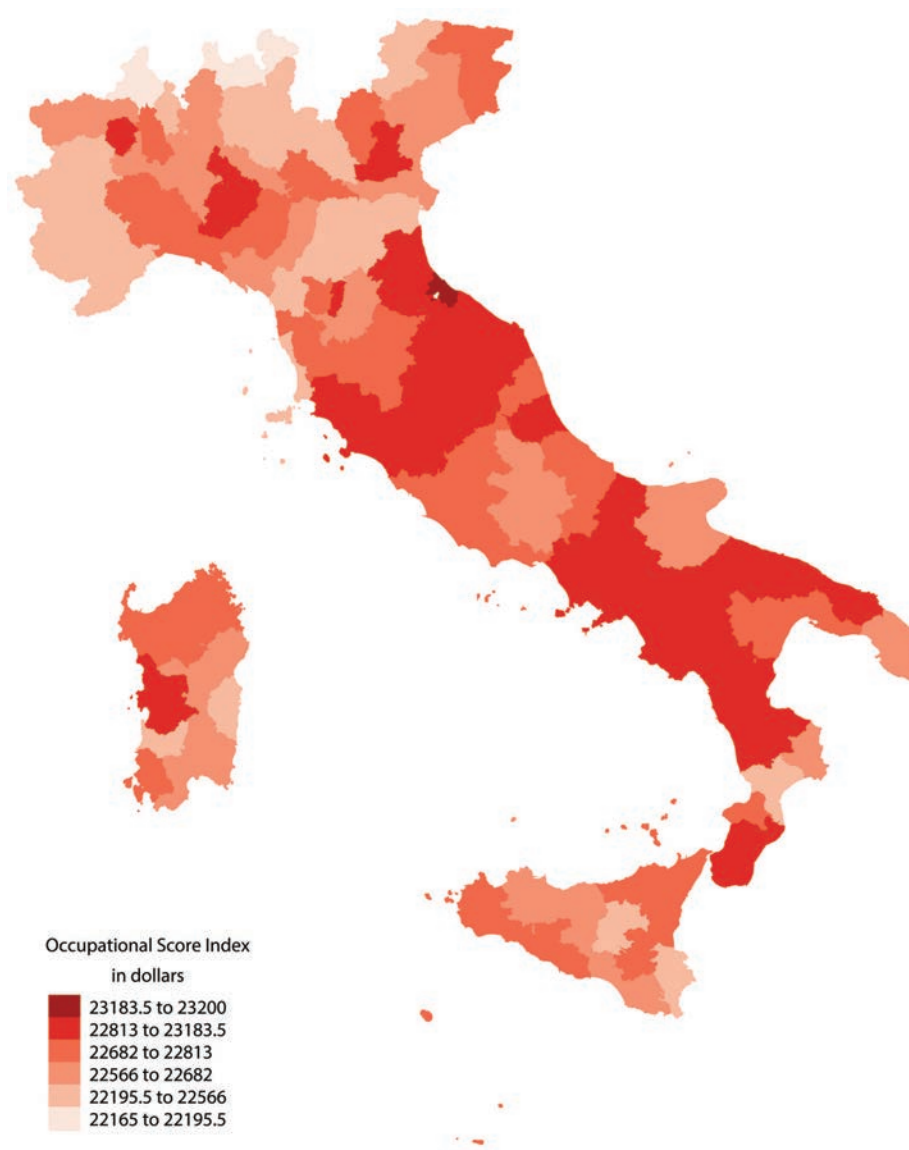 Occupational Score Index
in dollars
23183.5 to 23200
22813 to 23183.5
22682 to 22813
22566 to 22682
22195.5 to 22566
22165 to 22195.5